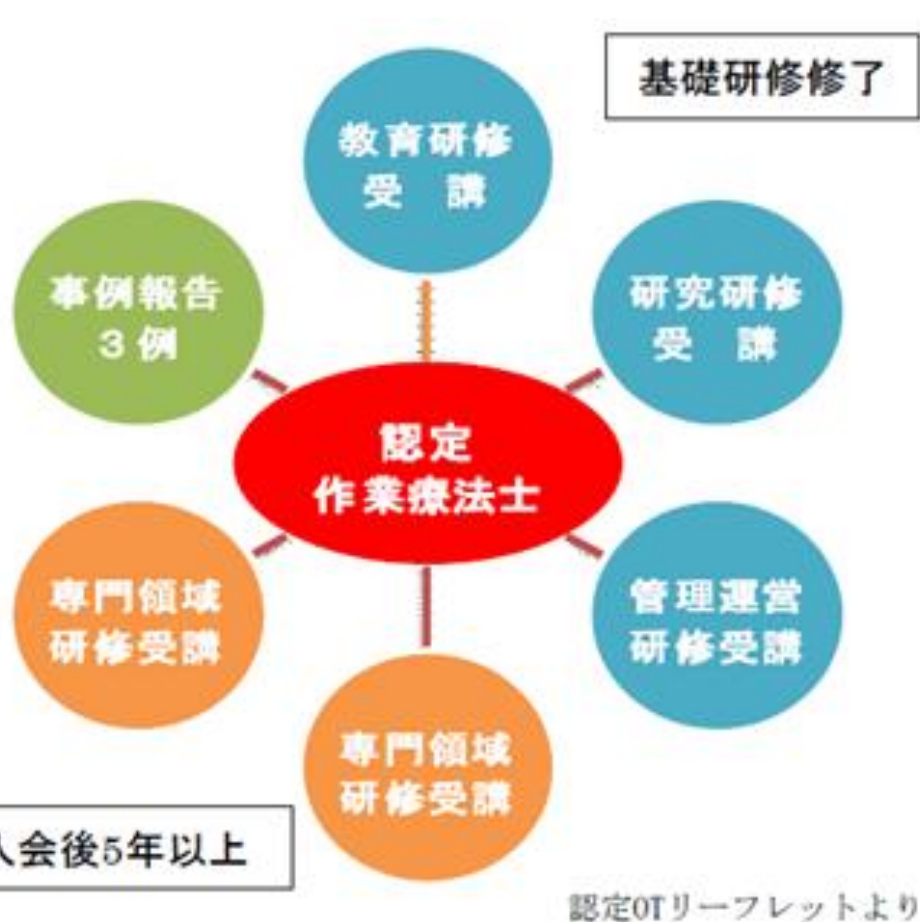 基礎研修修了
教育研修
受 講
事例報告
3例
研究研修
受 講
認定
作業療法士
専門領域
研修受講
管理運営
研修受講
専門領域
研修受講
入会後5年以上
認定OTリーフレットより